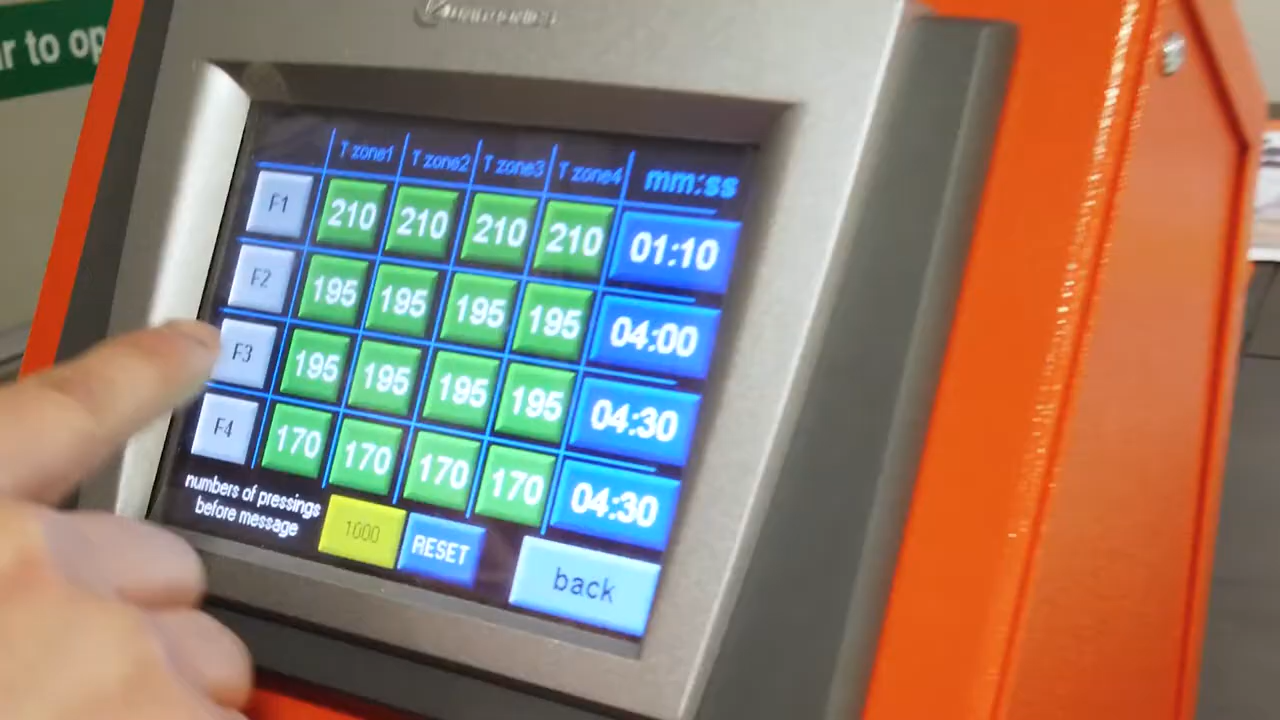 r to op
T zone1 T zone2 T zone3 T zone4 mm:ss
F1 210 210 210 210 01:10
F2 195 195 195 195 04:00
F3 195 195 195 195 04:30
F4 170 170 170 170 04:30
numbers of pressings
before message
1000 RESET
back